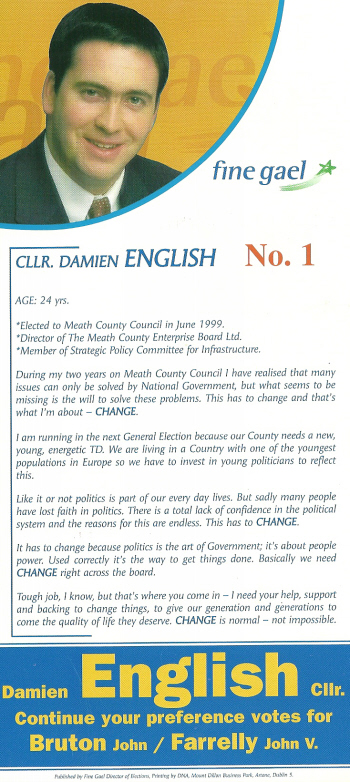 fine gael
CLLR. DAMIEN ENGLISH No. 1
AGE: 24 yrs.
*Elected to Meath County Council in June 1999.
*Director of The Meath County Enterprise Board Ltd.
*Member of Strategic Policy Committee for Infrastructure.
During my two years on Meath County Council I have realised that many
issues can only be solved by National Government, but what seems to be
missing is the will to solve these problems. This has to change and that's
what I'm about – CHANGE.
I am running in the next General Election because our County needs a new,
young, energetic TD. We are living in a Country with one of the youngest
populations in Europe so we have to invest in young politicians to reflect
this.
Like it or not politics is part of our every day lives. But sadly many people
have lost faith in politics. There is a total lack of confidence in the political
system and the reasons for this are endless. This has to CHANGE.
It has to change because politics is the art of Government; it's about people
power. Used correctly it's the way to get things done. Basically we need
CHANGE right across the board.
Tough job, I know, but that's where you come in – I need your help, support
and backing to change things, to give our generation and generations to
come the quality of life they deserve. CHANGE is normal – not impossible.
Damien English Cllr.
Continue your preference votes for
Bruton John / Farrelly John V.
Published by Fine Gael Director of Elections, Printing by DNA, Mount Dillon Business Park, Artane, Dublin 5.